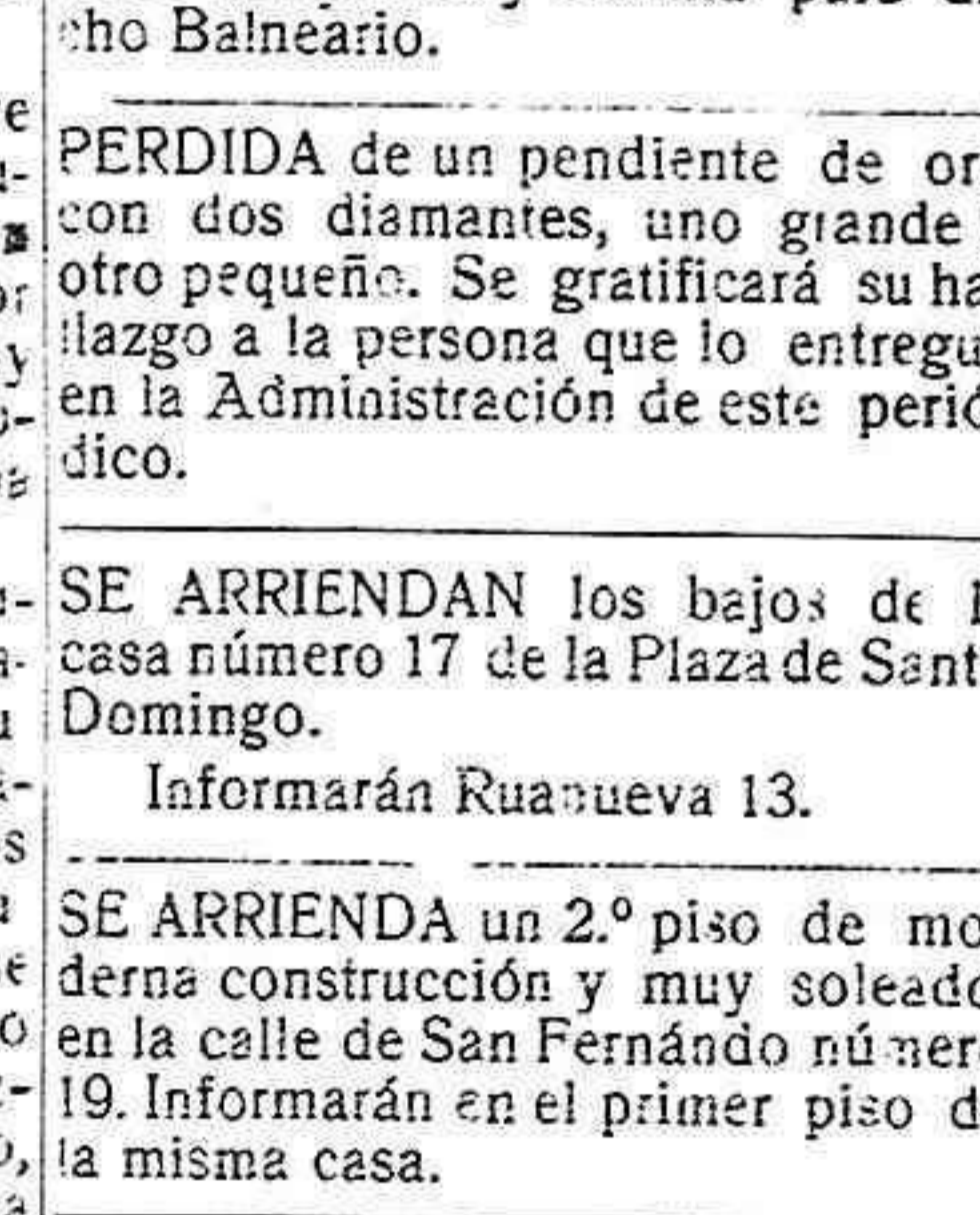 cho Balneario.
PERDIDA de un pendiente de or
con dos diamantes, uno grande
otro pequeño. Se gratificará su ha
llazgo a la persona que lo entregu
en la Administración de este perió
dico.
SE ARRIENDAN los bajos de l
casa número 17 de la Plaza de Sant
Domingo.
Informarán Ruanueva 13.
SE ARRIENDA un 2.º piso de mo
derna construcción y muy soleado
en la calle de San Fernándo númer
19. Informarán en el primer piso d
la misma casa.